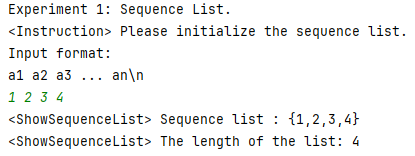 Experiment 1: Sequence List.
<Instruction> Please initialize the sequence list.
Input format:
a1 a2 a3 ... an\n
1 2 3 4
<ShowSequenceList> Sequence list : {1,2,3,4}
<ShowSequenceList> The length of the list: 4